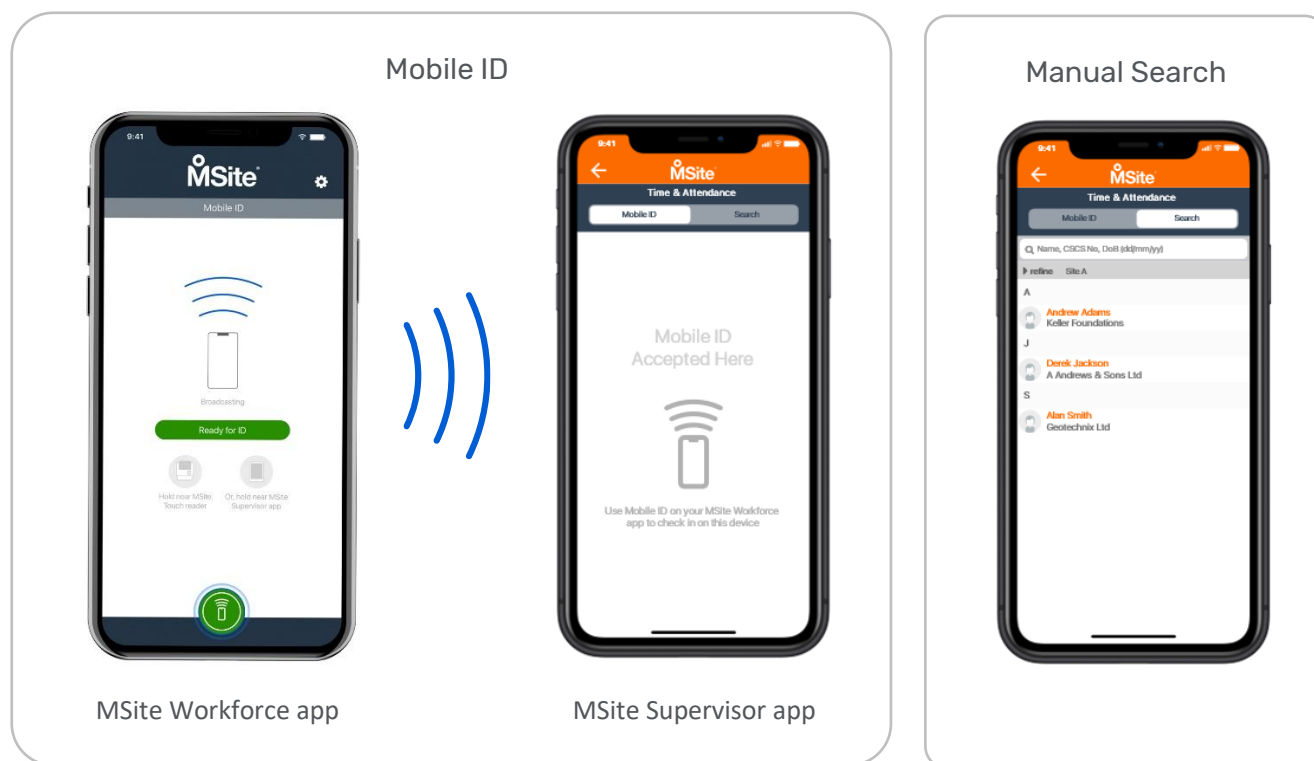 Mobile ID
9:41
MSite
Mobile ID
Broadcasting
Ready for ID
Hold near MSite
Touch reader
Or, hold near MSite
Supervisor app
MSite Workforce app
9:41
MSite
Time & Attendance
Mobile ID
Search
Mobile ID
Accepted Here
Use Mobile ID on your MSite Workforce
app to check in on this device
MSite Supervisor app
Manual Search
9:41
MSite
Time & Attendance
Mobile ID
Search
Name, CSCS No, DoB (dd/mm/yy)
refine Site A
A
Andrew Adams
Keller Foundations
J
Derek Jackson
A Andrews & Sons Ltd
S
Alan Smith
Geotechnix Ltd